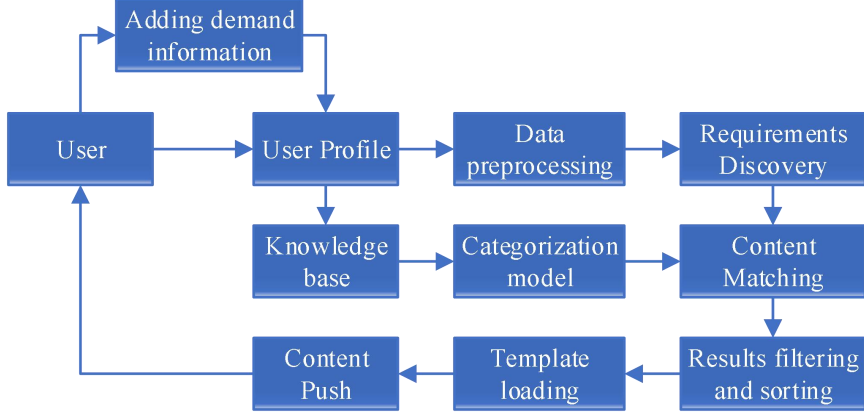 Adding demand
information
User
User Profile
Data
preprocessing
Requirements
Discovery
Knowledge
base
Categorization
model
Content
Matching
Content
Push
Template
loading
Results filtering
and sorting